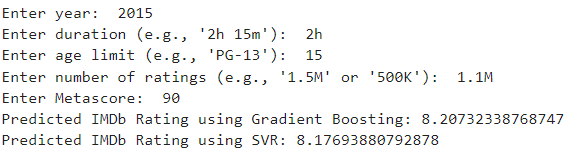 Enter year:  2015
Enter duration (e.g., '2h 15m'):  2h
Enter age limit (e.g., 'PG-13'):  15
Enter number of ratings (e.g., '1.5M' or '500K'):  1.1M
Enter Metascore:  90
Predicted IMDb Rating using Gradient Boosting: 8.20732338768747
Predicted IMDb Rating using SVR: 8.17693880792878